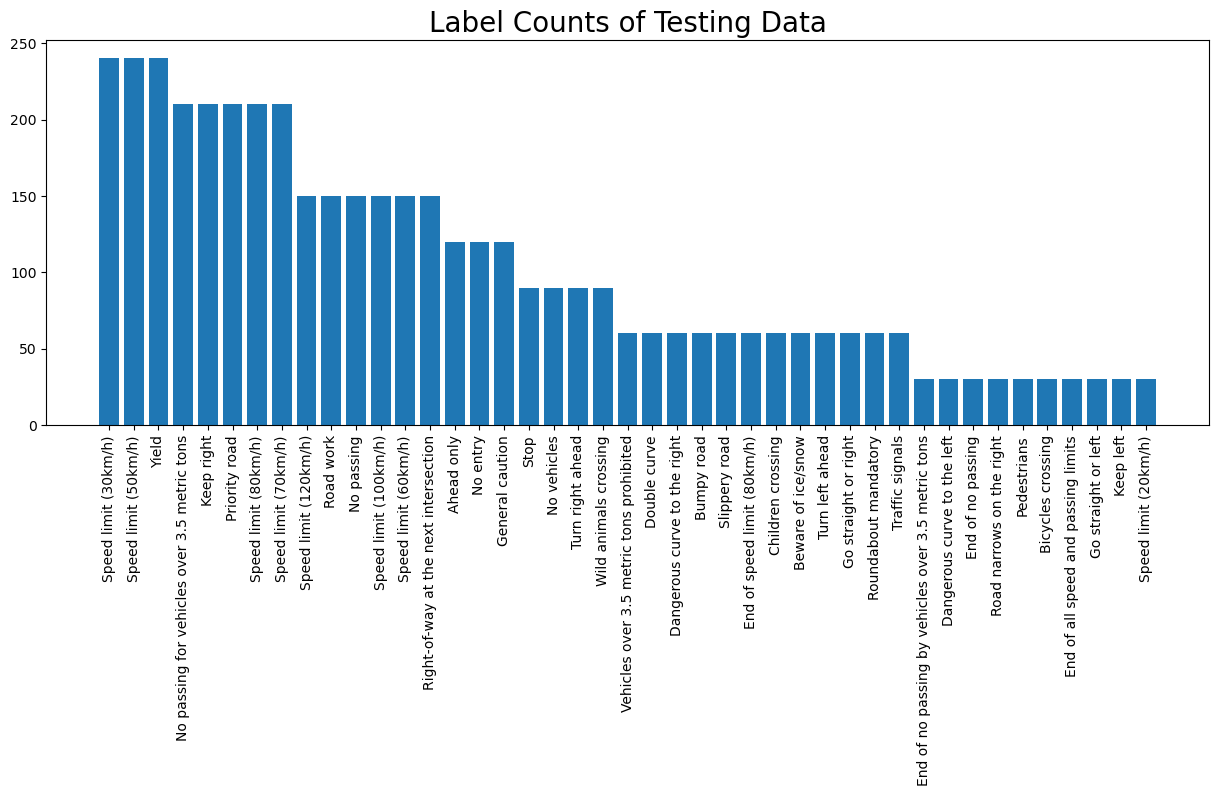 Label Counts of Testing Data
250
200
150
100
50
0
Speed limit (30km/h)
Speed limit (50km/h)
Yield
No passing for vehicles over 3.5 metric tons
Keep right
Priority road
Speed limit (80km/h)
Speed limit (70km/h)
Speed limit (120km/h)
Road work
No passing
Speed limit (100km/h)
Speed limit (60km/h)
Right-of-way at the next intersection
Ahead only
No entry
General caution
Stop
No vehicles
Turn right ahead
Wild animals crossing
Vehicles over 3.5 metric tons prohibited
Double curve
Dangerous curve to the right
Bumpy road
Slippery road
End of speed limit (80km/h)
Children crossing
Beware of ice/snow
Turn left ahead
Go straight or right
Roundabout mandatory
Traffic signals
End of no passing by vehicles over 3.5 metric tons
Dangerous curve to the left
End of no passing
Road narrows on the right
Pedestrians
Bicycles crossing
End of all speed and passing limits
Go straight or left
Keep left
Speed limit (20km/h)